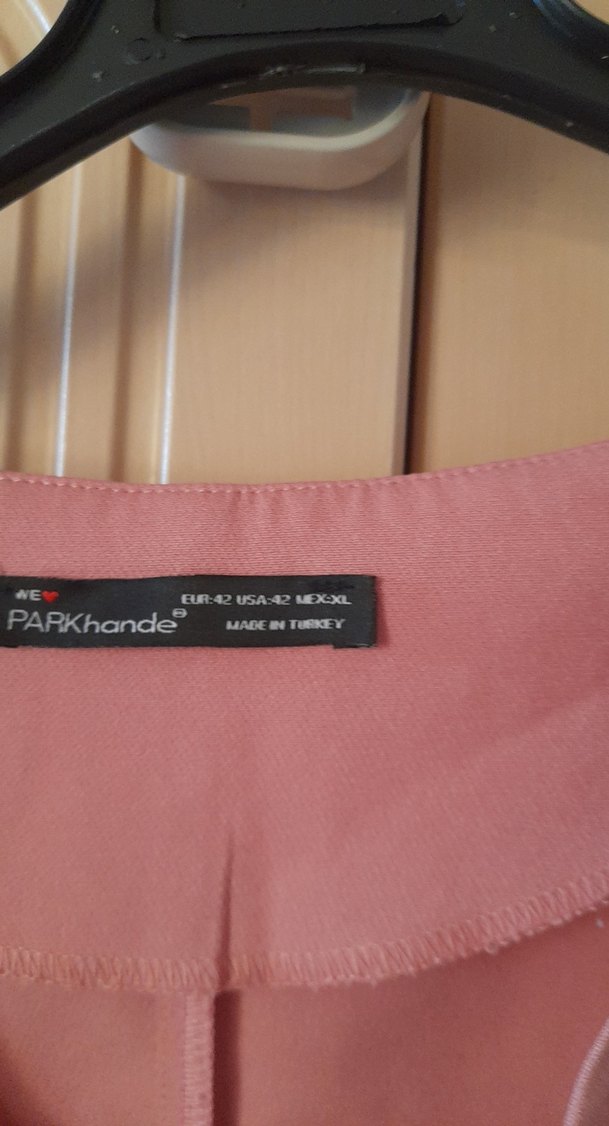 WE❤
PARKhande®
EUR:42 USA:42 MEX:XL
MADE IN TURKEY